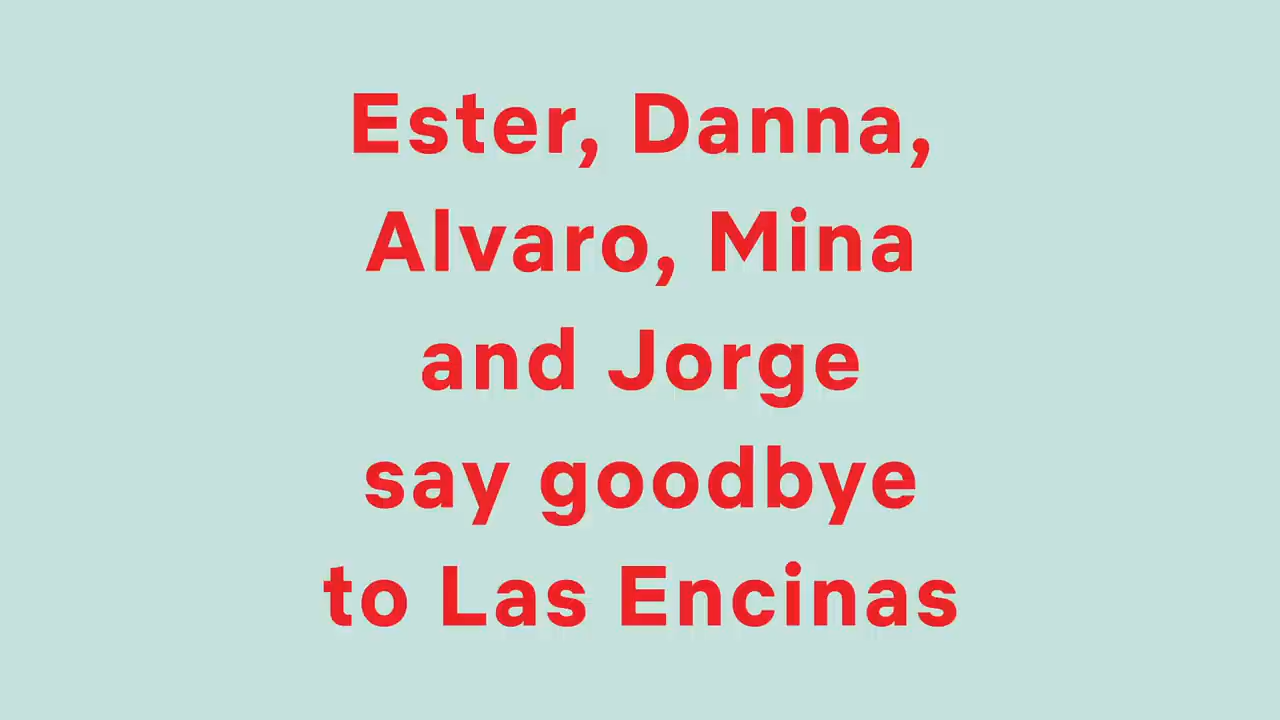 Ester, Danna,
Alvaro, Mina
and Jorge
say goodbye
to Las Encinas